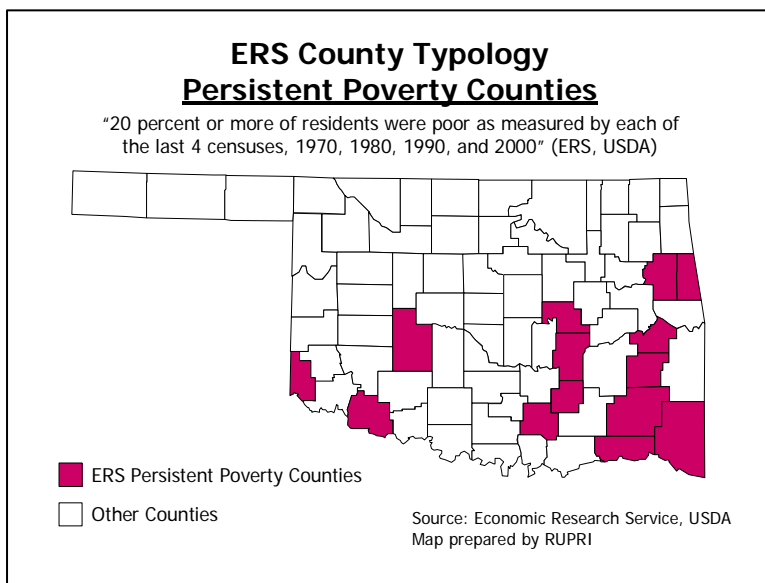 ERS County Typology
Persistent Poverty Counties
"20 percent or more of residents were poor as measured by each of
the last 4 censuses, 1970, 1980, 1990, and 2000" (ERS, USDA)
ERS Persistent Poverty Counties
Other Counties
Source: Economic Research Service, USDA
Map prepared by RUPRI